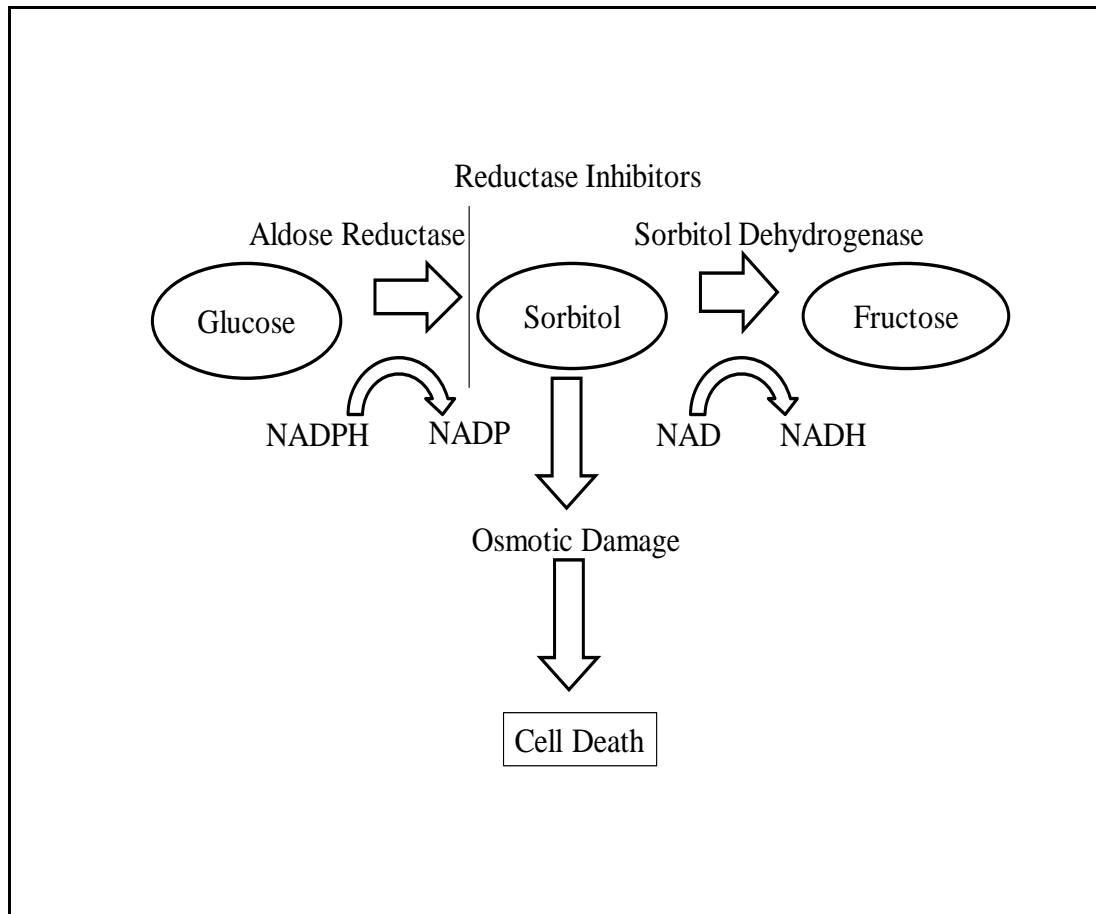 Reductase Inhibitors
Aldose Reductase
Sorbitol Dehydrogenase
Glucose
Sorbitol
Fructose
NADPH
NADP
NAD
NADH
Osmotic Damage
Cell Death